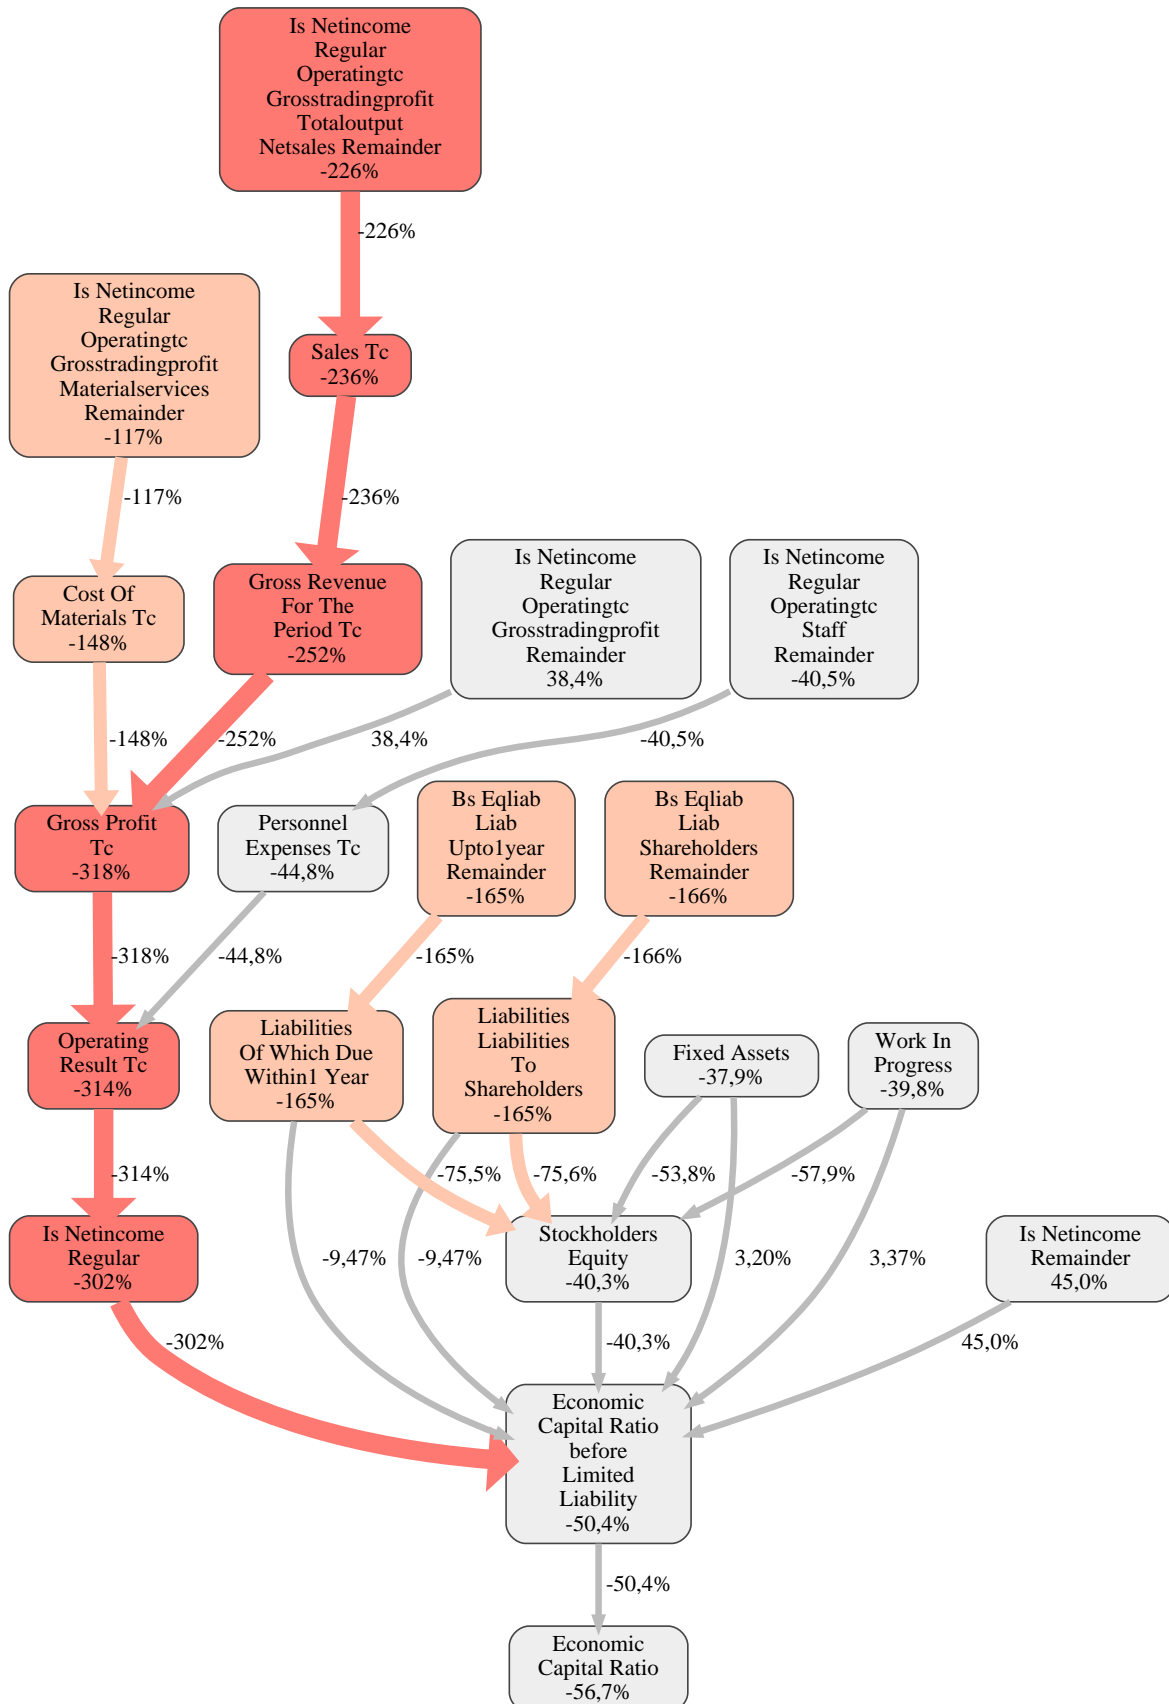 Is Netincome
Regular
Operatingtc
Grosstradingprofit
Totaloutput
Netsales Remainder
-226%
-226%
Is Netincome
Regular
Operatingtc
Grosstradingprofit
Materialservices
Remainder
-117%
Sales Tc
-236%
-117%
-236%
Cost Of
Materials Tc
-148%
Gross Revenue
For The
Period Tc
-252%
Is Netincome
Regular
Operatingtc
Grosstradingprofit
Remainder
38,4%
Is Netincome
Regular
Operatingtc
Staff
Remainder
-40,5%
-148%
-252%
38,4%
-40,5%
Gross Profit
Tc
-318%
Personnel
Expenses Tc
-44,8%
Bs Eqliab
Liab
Upto1year
Remainder
-165%
Bs Eqliab
Liab
Shareholders
Remainder
-166%
-318%
-44,8%
-165%
-166%
Operating
Result Tc
-314%
Liabilities
Of Which Due
Within1 Year
-165%
Liabilities
Liabilities
To
Shareholders
-165%
Fixed Assets
-37,9%
Work In
Progress
-39,8%
-314%
-75,5%
-75,6%
-53,8%
-57,9%
Is Netincome
Regular
-302%
-9,47%
-9,47%
Stockholders
Equity
-40,3%
3,20%
3,37%
Is Netincome
Remainder
45,0%
-302%
-40,3%
45,0%
Economic
Capital Ratio
before
Limited
Liability
-50,4%
-50,4%
Economic
Capital Ratio
-56,7%